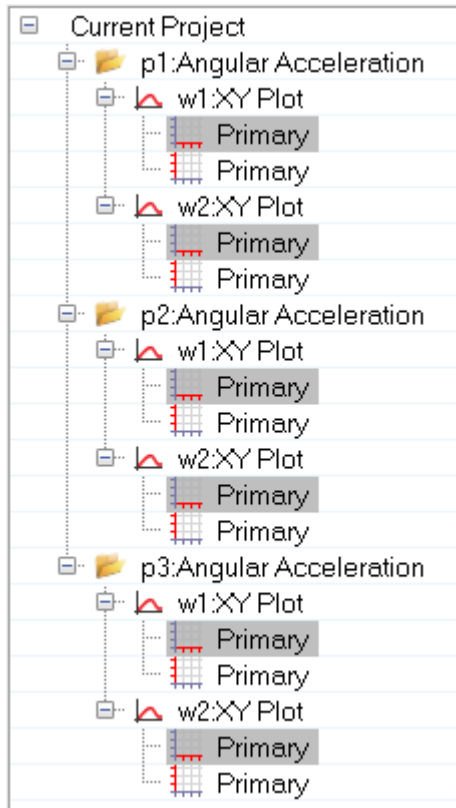 Current Project
p1:Angular Acceleration
w1:XY Plot
Primary
Primary
w2:XY Plot
Primary
Primary
p2:Angular Acceleration
w1:XY Plot
Primary
Primary
w2:XY Plot
Primary
Primary
p3:Angular Acceleration
w1:XY Plot
Primary
Primary
w2:XY Plot
Primary
Primary